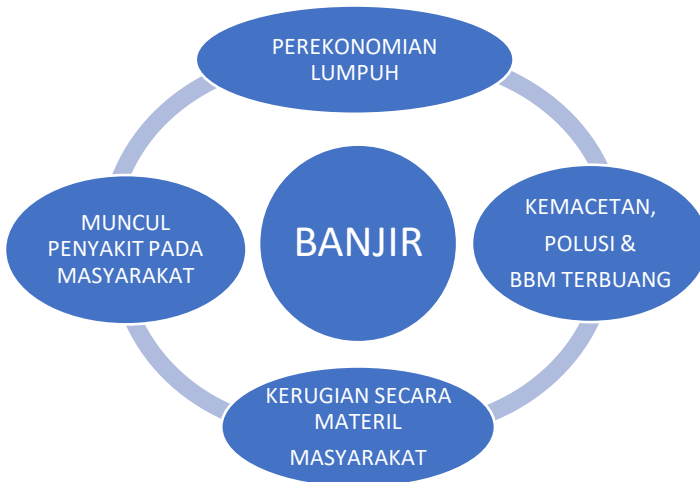 PEREKONOMIAN
LUMPUH
MUNCUL
PENYAKIT PADA
MASYARAKAT
BANJIR
KEMACETAN,
POLUSI &
BBM TERBUANG
KERUGIAN SECARA
MATERIL
MASYARAKAT